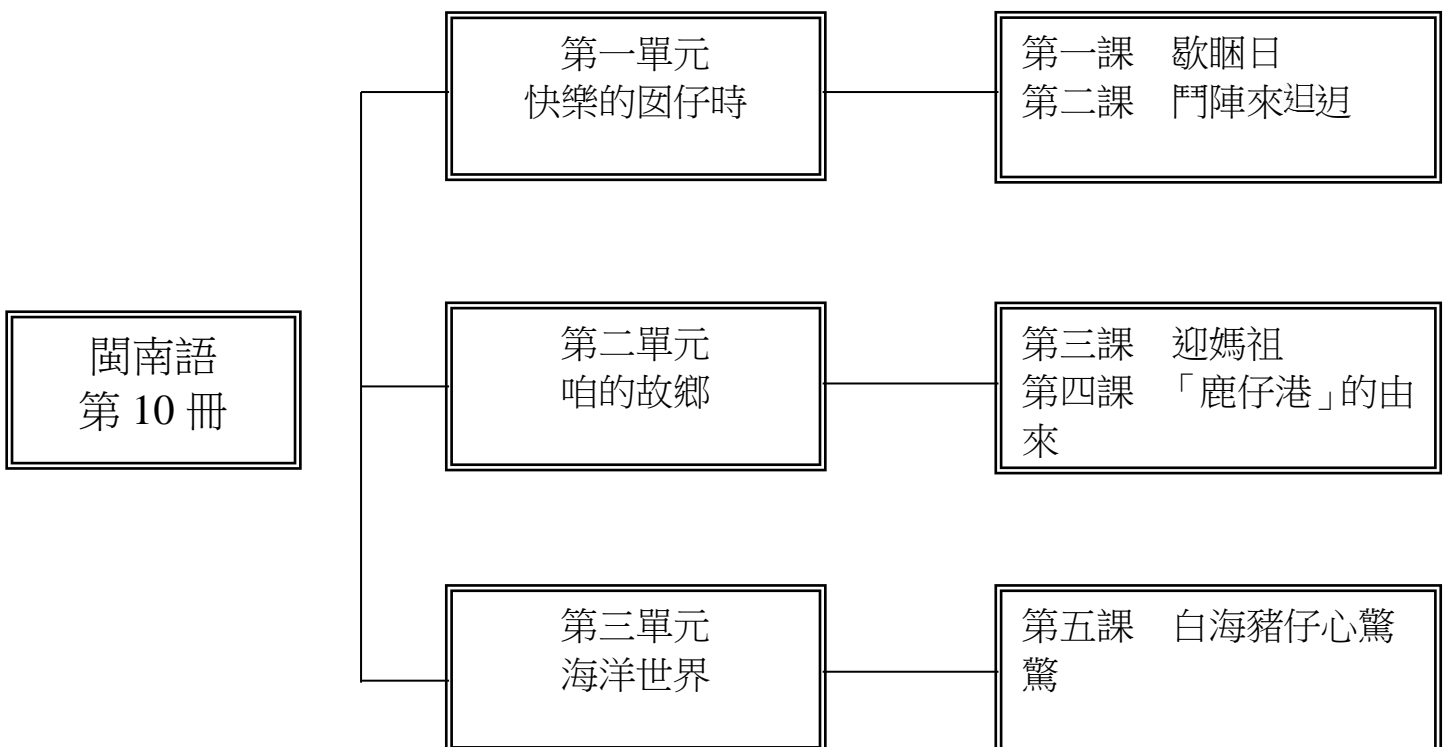 閩南語
第 10 冊
第一單元
快樂的囡仔時
第一課　歇睏日
第二課　鬥陣來𨑨迌
第二單元
咱的故鄉
第三課　迎媽祖
第四課　「鹿仔港」的由
來
第三單元
海洋世界
第五課　白海豬仔心驚
驚